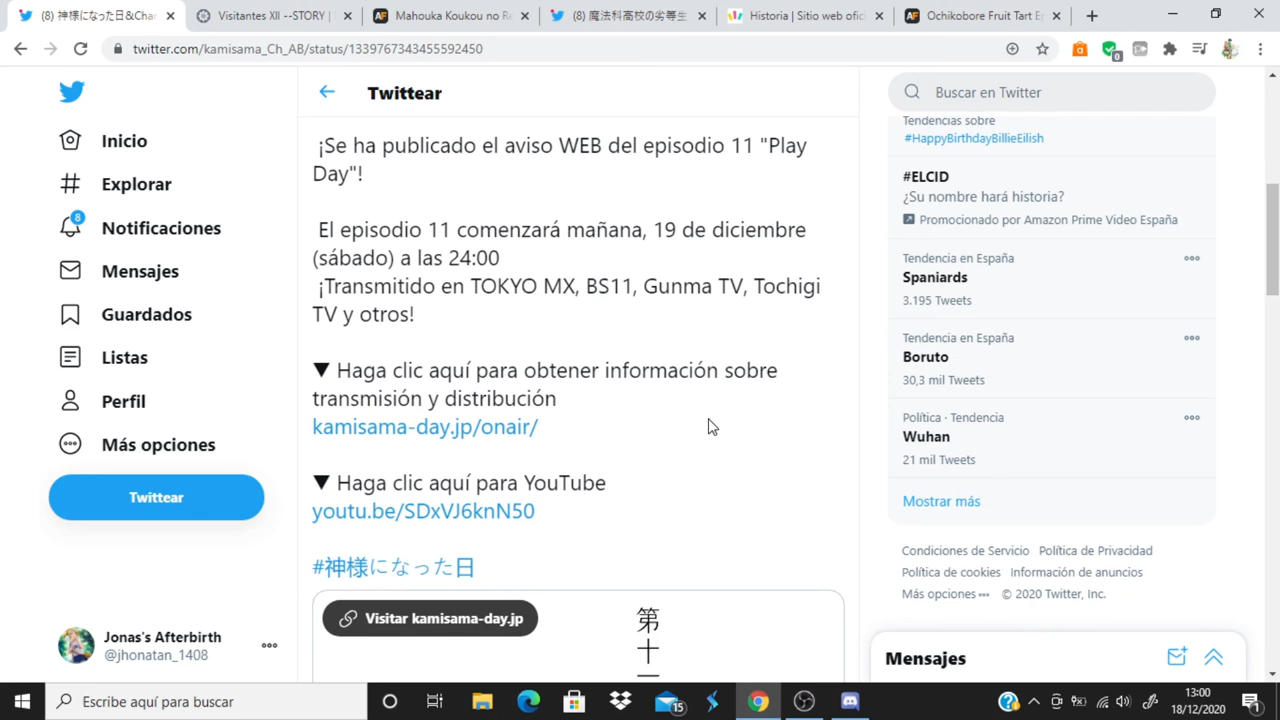 (8) 神様になった日&Char
Visitantes XII --STORY |
Mahouka Koukou no Re
(8) 魔法科高校の劣等生
Historia | Sitio web ofic
Ochikobore Fruit Tart Ep
twitter.com/kamisama_Ch_AB/status/1339767343455592450
0
Inicio
Explorar
8
Notificaciones
Mensajes
Guardados
Listas
Perfil
Más opciones
Twittear
Jonas's Afterbirth
@jhonatan_1408
Twittear
¡Se ha publicado el aviso WEB del episodio 11 "Play
Day"!
El episodio 11 comenzará mañana, 19 de diciembre
(sábado) a las 24:00
¡Transmitido en TOKYO MX, BS11, Gunma TV, Tochigi
TV y otros!
▼ Haga clic aquí para obtener información sobre
transmisión y distribución
kamisama-day.jp/onair/
▼ Haga clic aquí para YouTube
youtu.be/SDxVJ6knN50
#神様になった日
Visitar kamisama-day.jp
第
十
一
Buscar en Twitter
Tendencias sobre
#HappyBirthdayBillieEilish
#ELCID
¿Su nombre hará historia?
Promocionado por Amazon Prime Video España
Tendencia en España
Spaniards
3.195 Tweets
Tendencia en España
Boruto
30,3 mil Tweets
Política · Tendencia
Wuhan
21 mil Tweets
Mostrar más
Condiciones de Servicio Política de Privacidad
Política de cookies Información de anuncios
Más opciones © 2020 Twitter, Inc.
Mensajes
Escribe aquí para buscar
15
13:00
18/12/2020
1